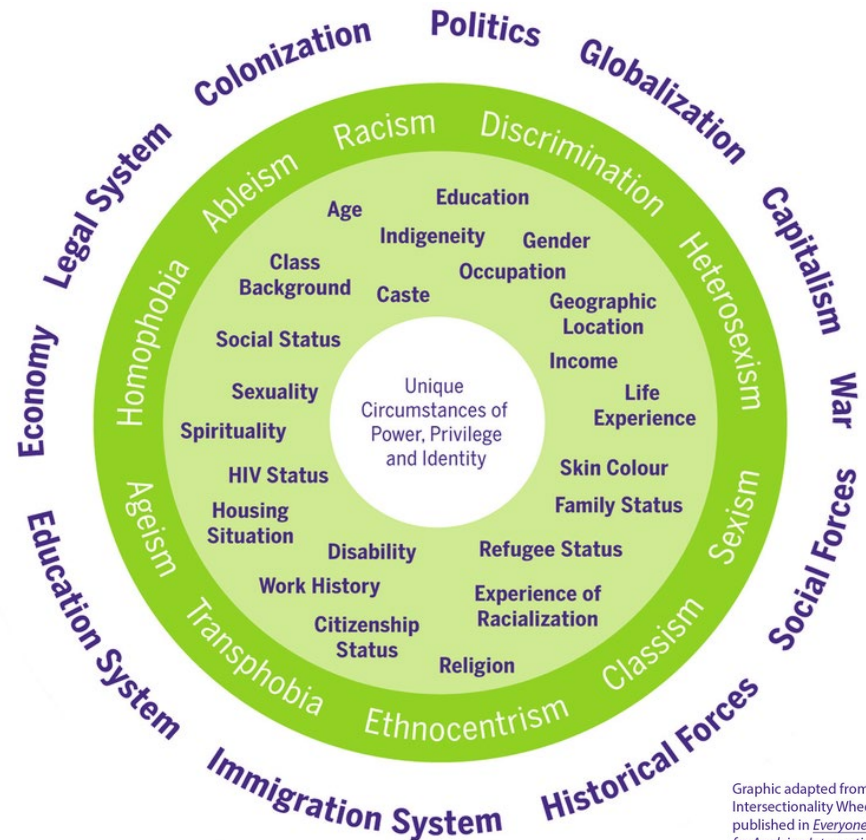 Politics
Globalization
Capitalism
War
Social Forces
Historical Forces
Immigration System
Education System
Economy
Legal System
Colonization
Racism
Discrimination
Heterosexism
Sexism
Classism
Ethnocentrism
Transphobia
Ageism
Homophobia
Ableism
Age
Education
Indigeneity
Gender
Class
Background
Occupation
Caste
Geographic
Location
Social Status
Income
Sexuality
Life
Experience
Spirituality
HIV Status
Skin Colour
Housing
Situation
Family Status
Disability
Refugee Status
Work History
Experience of
Racialization
Citizenship
Status
Religion
Unique
Circumstances of
Power, Privilege
and Identity
Graphic adapted from
Intersectionality Whee
published in Everyone